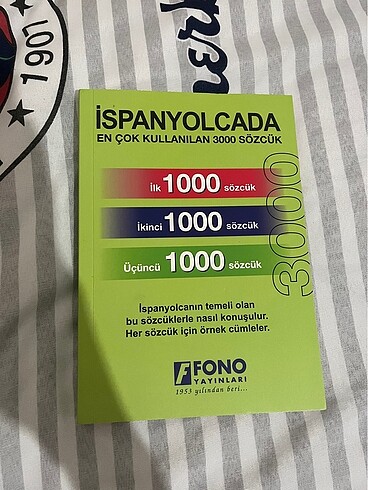 1907
İSPANYOLCADA
EN ÇOK KULLANILAN 3000 SÖZCÜK
İlk 1000 sözcük
İkinci 1000 sözcük
Üçüncü 1000 sözcük
3000
İspanyolcanın temeli olan
bu sözcüklerle nasıl konuşulur.
Her sözcük için örnek cümleler.
FONO
YAYINLARI
1953 yılından beri...